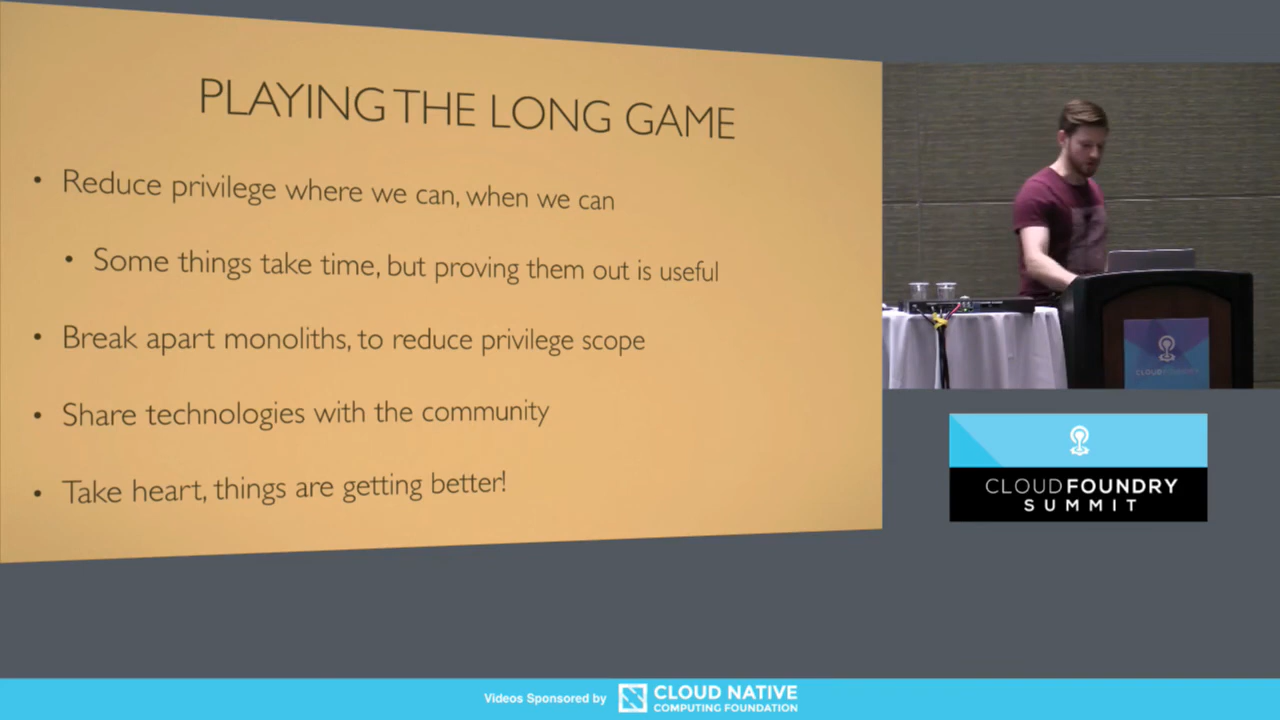 PLAYING THE LONG GAME
• Reduce privilege where we can, when we can
• Some things take time, but proving them out is useful
• Break apart monoliths, to reduce privilege scope
• Share technologies with the community
• Take heart, things are getting better!
CLOUD FOUNDRY
CLOUD FOUNDRY
SUMMIT
Videos Sponsored by
CLOUD NATIVE
COMPUTING FOUNDATION